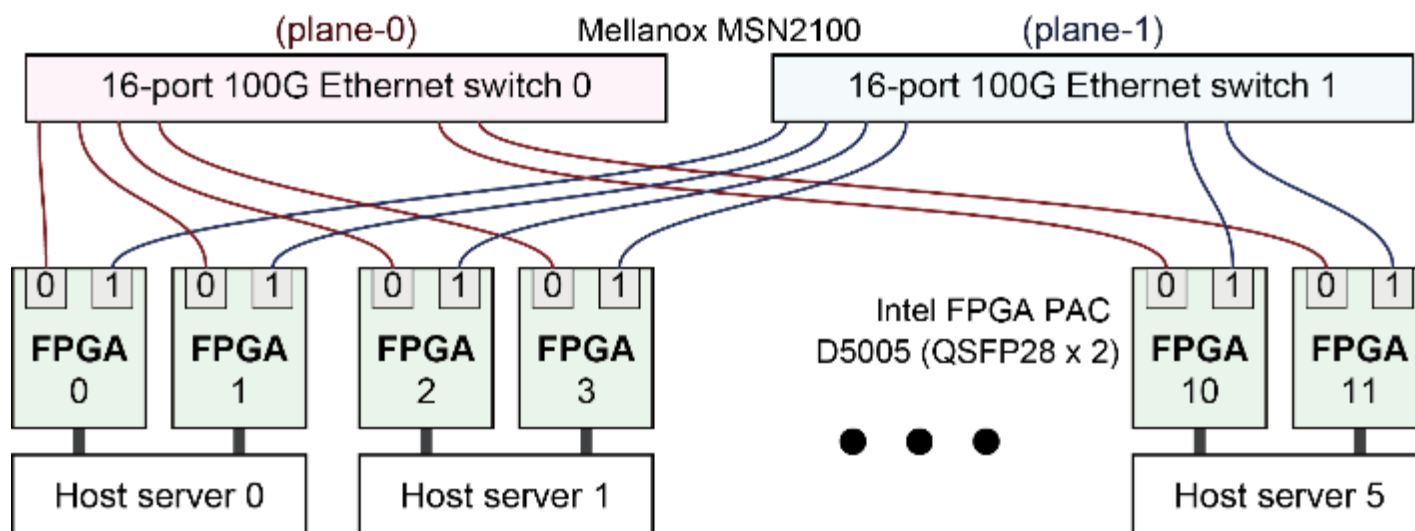 (plane-0) Mellanox MSN2100 (plane-1)
16-port 100G Ethernet switch 0
16-port 100G Ethernet switch 1
0 1 0 1 0 1 0 1 0 1 0 1
FPGA 0
FPGA 1
FPGA 2
FPGA 3
Intel FPGA PAC
D5005 (QSFP28 x 2)
FPGA 10
FPGA 11
Host server 0
Host server 1
Host server 5